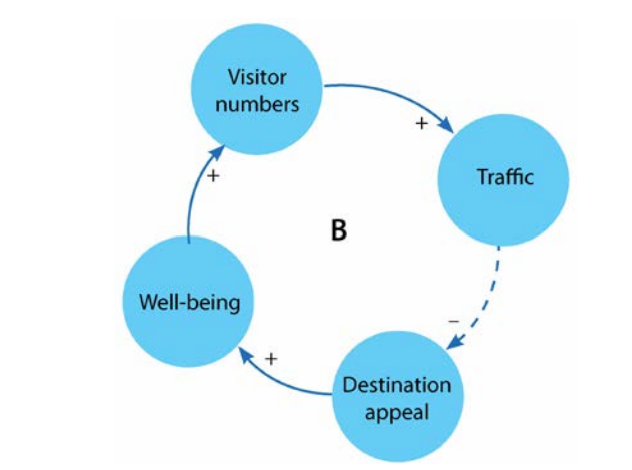 Visitor
numbers
+
Traffic
+
B
Well-being
–
+
Destination
appeal